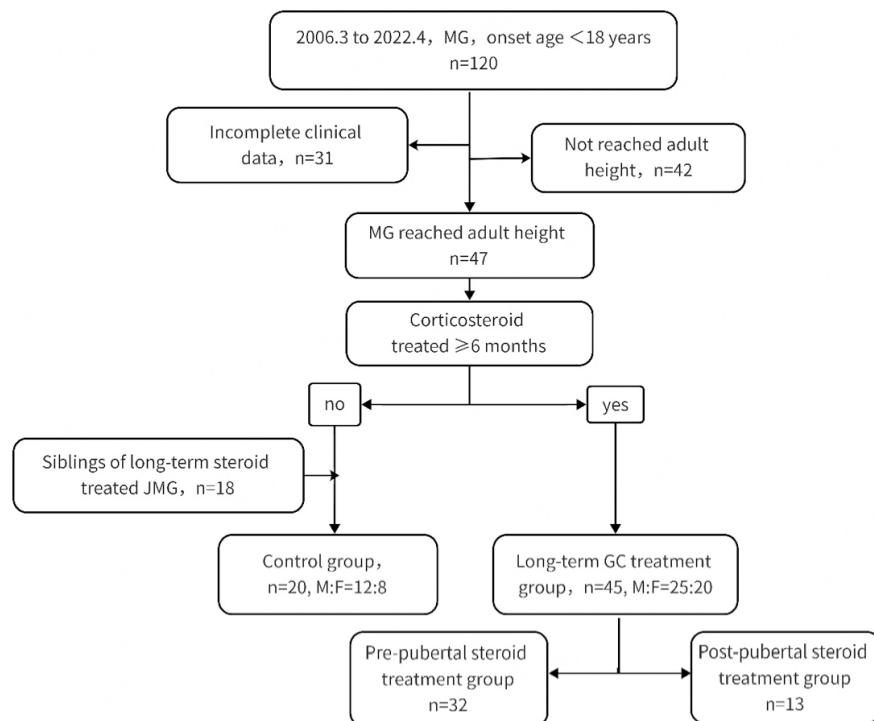 2006.3 to 2022.4，MG，onset age＜18 years
n=120
Incomplete clinical
data，n=31
Not reached adult
height，n=42
MG reached adult height
n=47
Corticosteroid
treated ⩾6 months
no
yes
Siblings of long-term steroid
treated JMG，n=18
Control group，
n=20, M:F=12:8
Long-term GC treatment
group，n=45, M:F=25:20
Pre-pubertal steroid
treatment group
n=32
Post-pubertal steroid
treatment group
n=13